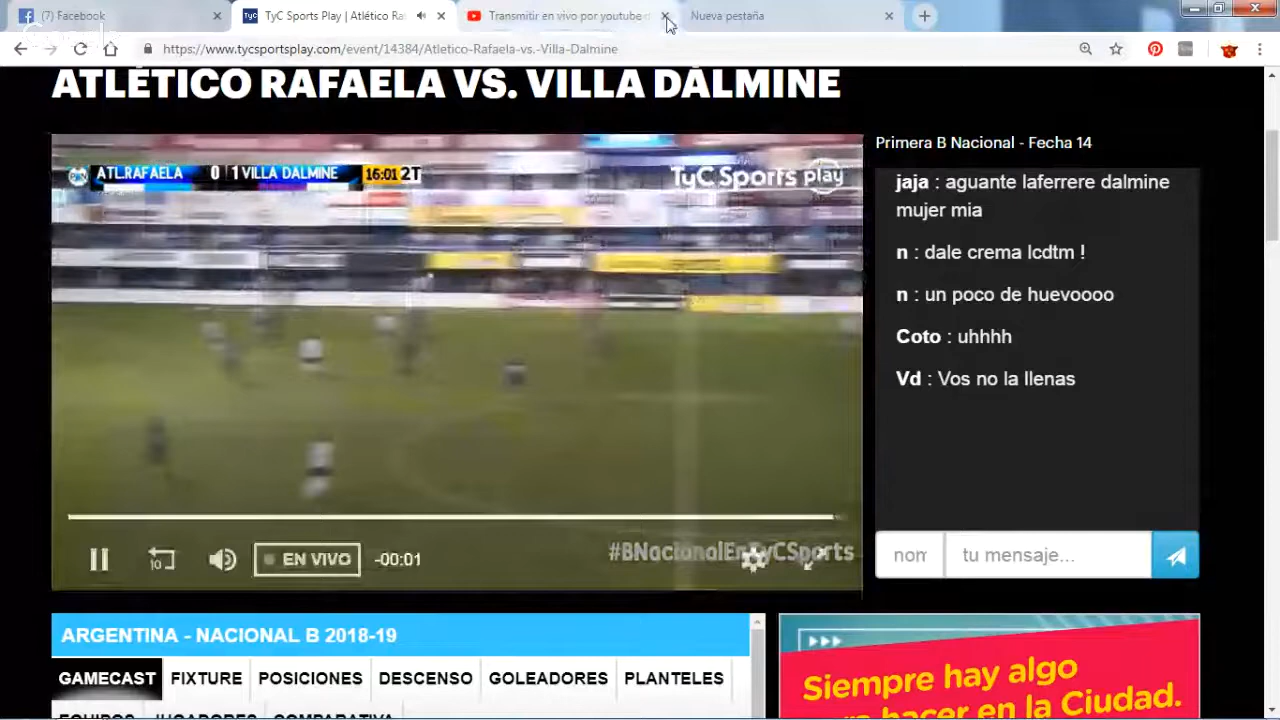 (7) Facebook
TyC Sports Play | Atlético Ra
Transmitir en vivo por youtube d
Nueva pestaña
https://www.tycsportsplay.com/event/14384/Atletico-Rafaela-vs.-Villa-Dalmine
ATLÉTICO RAFAELA VS. VILLA DÁLMINE
ATL.RAFAELA 0 1 VILLA DALMINE 16:01 2T
TyC Sports play
Primera B Nacional - Fecha 14
jaja : aguante laferrere dalmine
mujer mia
n : dale crema lcdtm !
n : un poco de huevoooo
Coto : uhhhh
Vd : Vos no la llenas
10
EN VIVO
-00:01
#BNacionalEnTyCSports
nom
tu mensaje...
ARGENTINA - NACIONAL B 2018-19
GAMECAST
FIXTURE
POSICIONES
DESCENSO
GOLEADORES
PLANTELES
EQUIPOS
JUGADORES
COMPARATIVA
Siempre hay algo
hacer en la Ciudad.